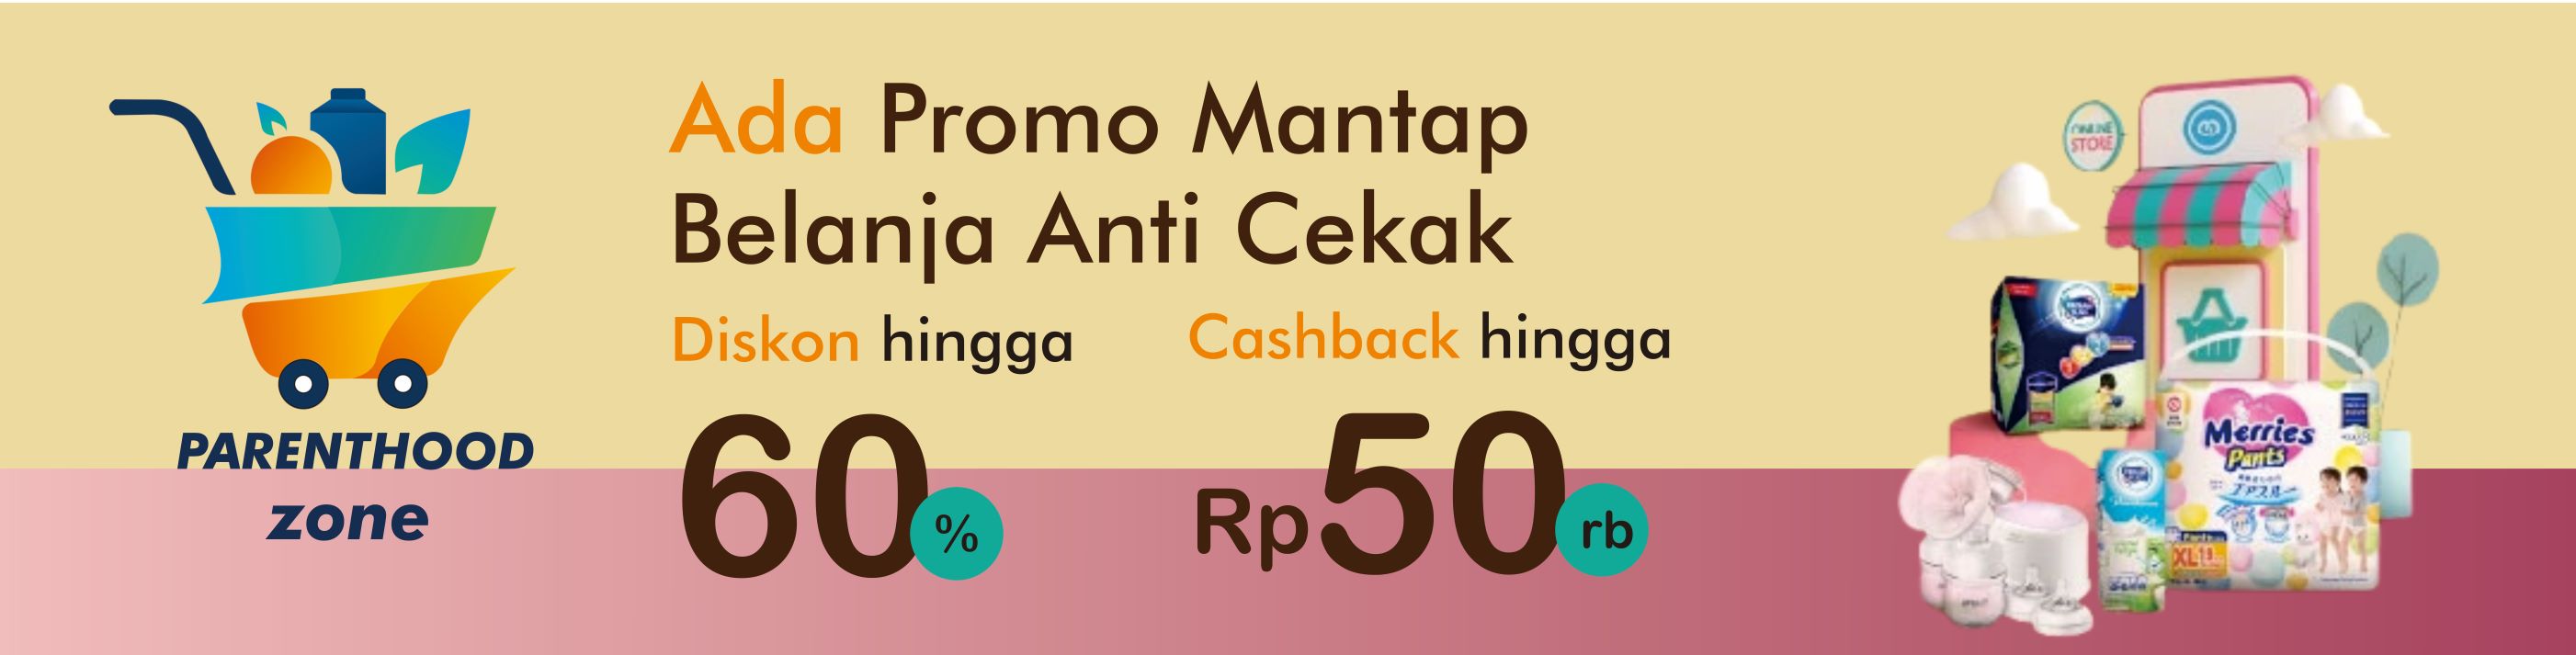 PARENTHOOD
zone
Ada Promo Mantap
Belanja Anti Cekak
Diskon hingga
60%
Cashback hingga
Rp50rb
ONLINE
STORE
Merries
Pants
XL